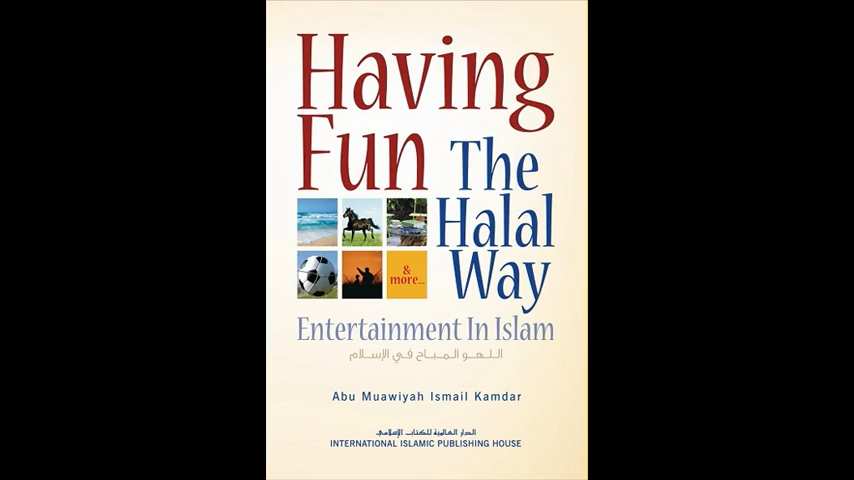 Having
Fun The
Halal
Way
& more...
Entertainment In Islam
اللهو المباح في الإسلام
Abu Muawiyah Ismail Kamdar
الدار العالمية للكتاب الإسلامي
INTERNATIONAL ISLAMIC PUBLISHING HOUSE